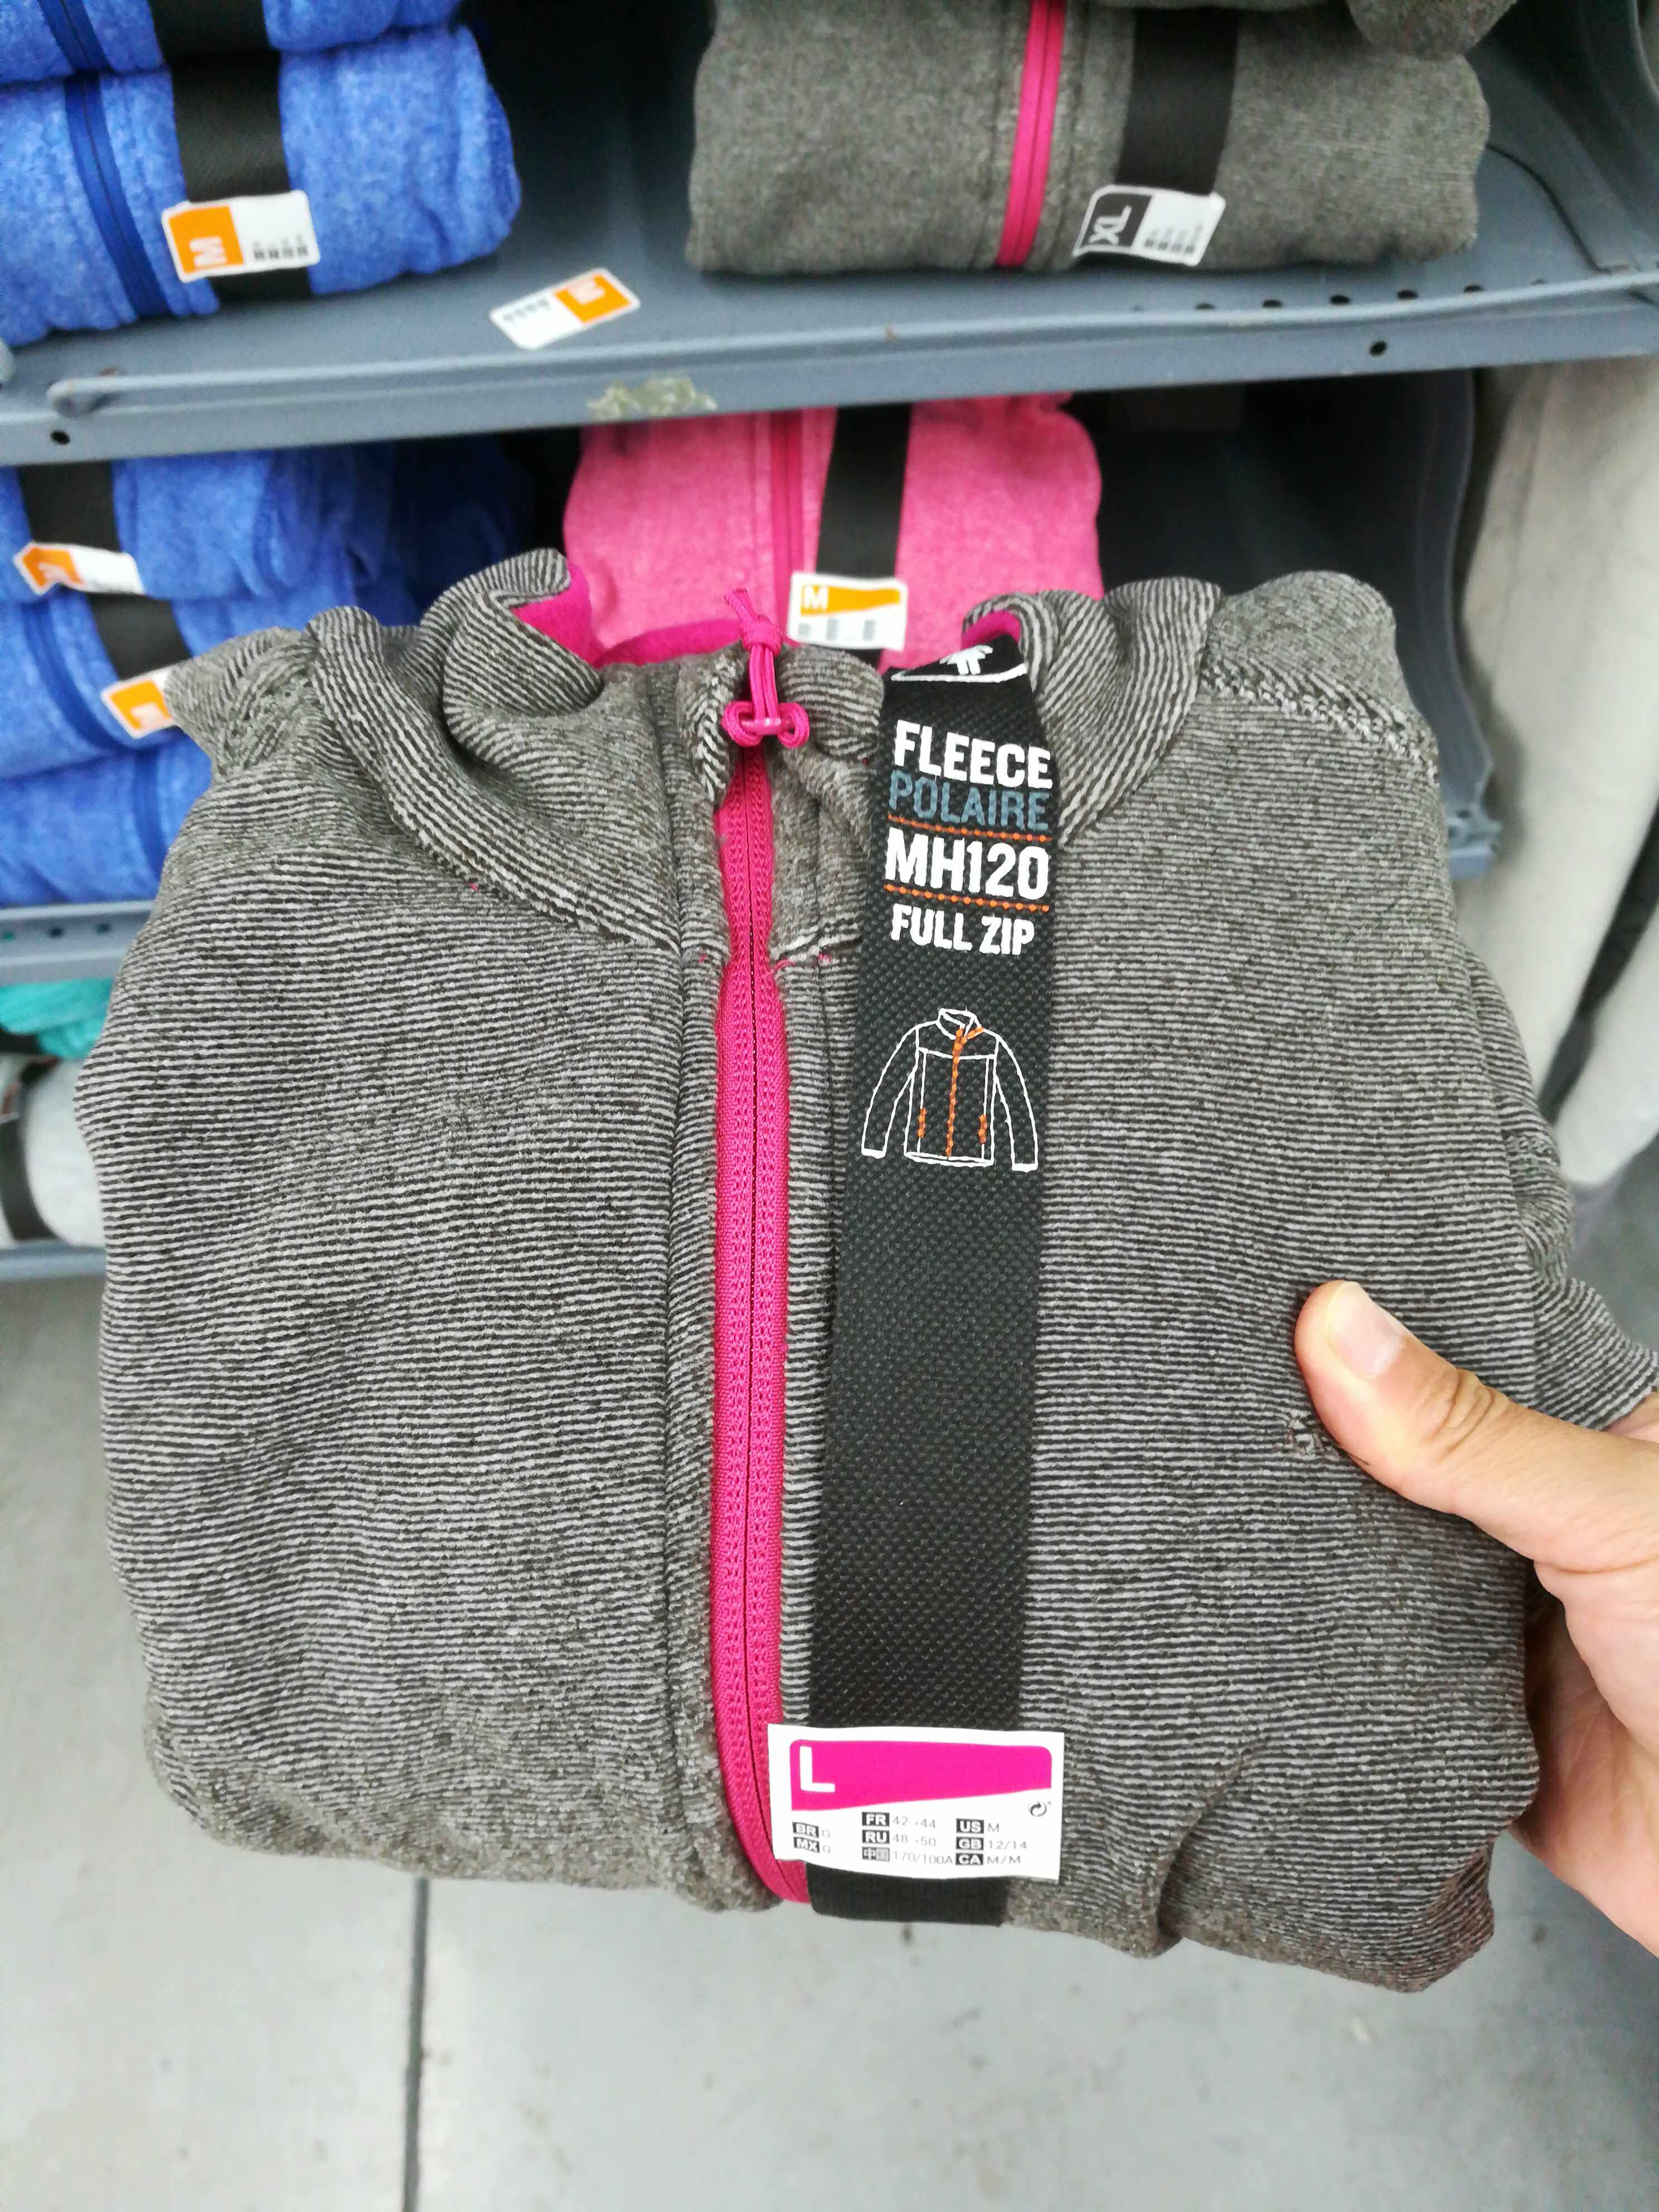 M
XL
M
FLEECE
POLAIRE
MH120
FULL ZIP
L
BR G
MX G
FR 42 -44
RU 48 -50
中国 170/100A
US M
GB 12/14
CA M/M